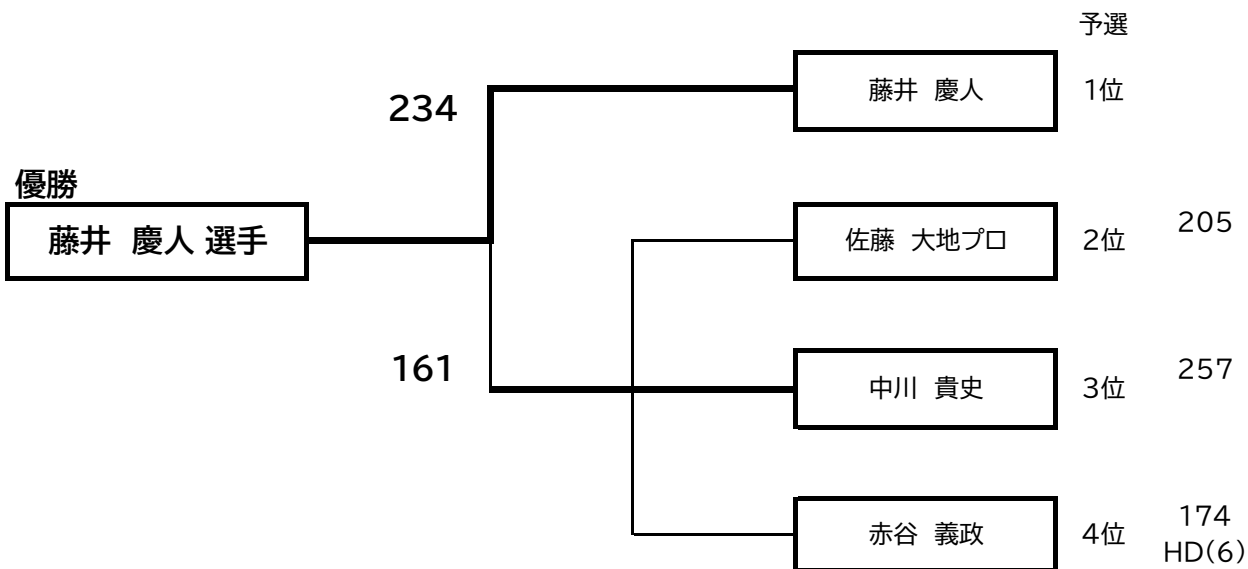 予選
藤井 慶人 1位
234
優勝
藤井 慶人 選手
佐藤 大地プロ 2位 205
161
中川 貴史 3位 257
赤谷 義政 4位 174
HD(6)